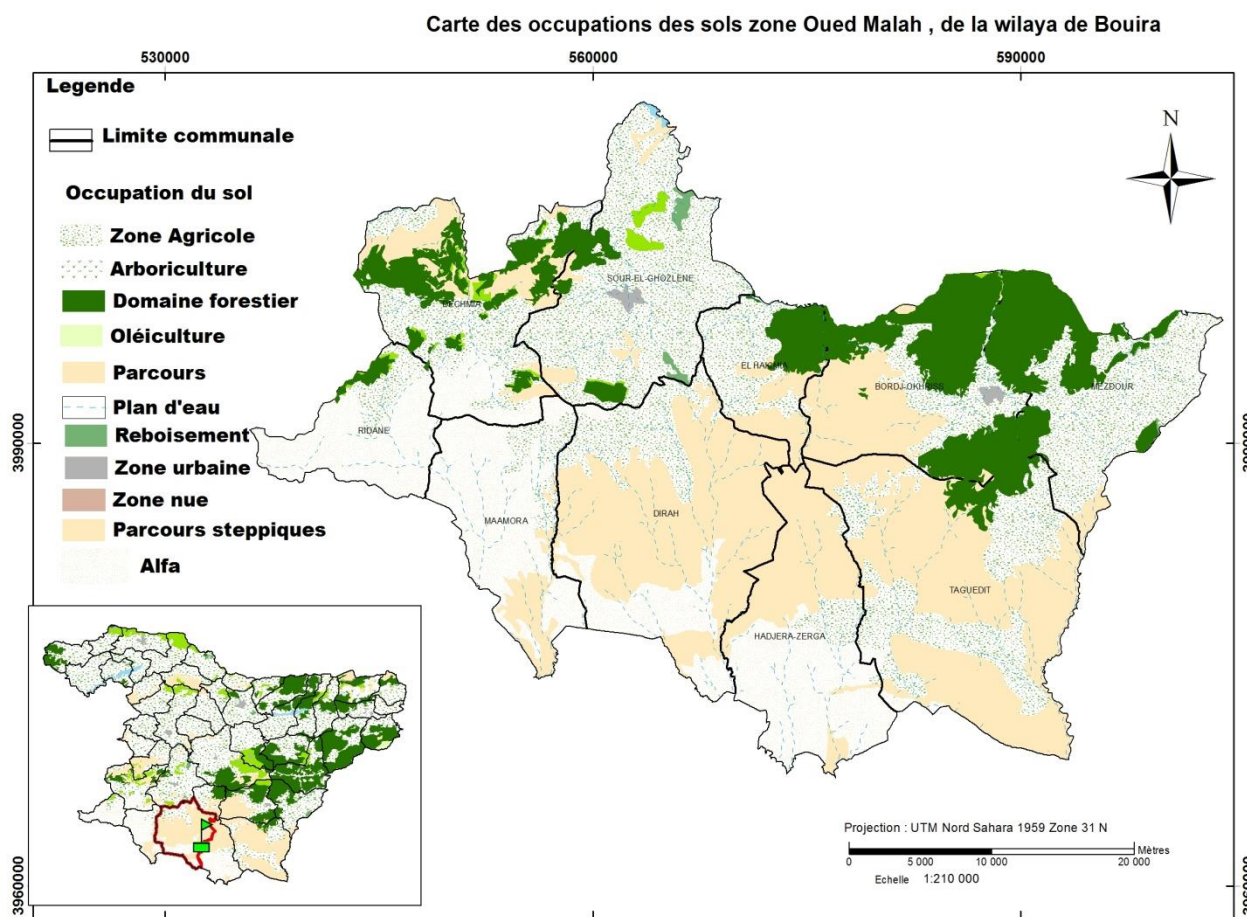 Carte des occupations des sols zone Oued Malah , de la wilaya de Bouira
530000
560000
590000
Legende
Limite communale
Occupation du sol
Zone Agricole
Arboriculture
Domaine forestier
Oléiculture
Parcours
Plan d'eau
Reboisement
Zone urbaine
Zone nue
Parcours steppiques
Alfa
N
SOUR-EL-GHOZLENE
DECHMIA
EL HAKIMIA
BORDJ-OKHRISS
MEZDOUR
RIDANE
MAAMORA
DIRAH
TAGUEDIT
HADJERA-ZERGA
3990000
3990000
3960000
3960000
Projection : UTM Nord Sahara 1959 Zone 31 N
Mètres
0 5 000 10 000 20 000
Echelle 1:210 000